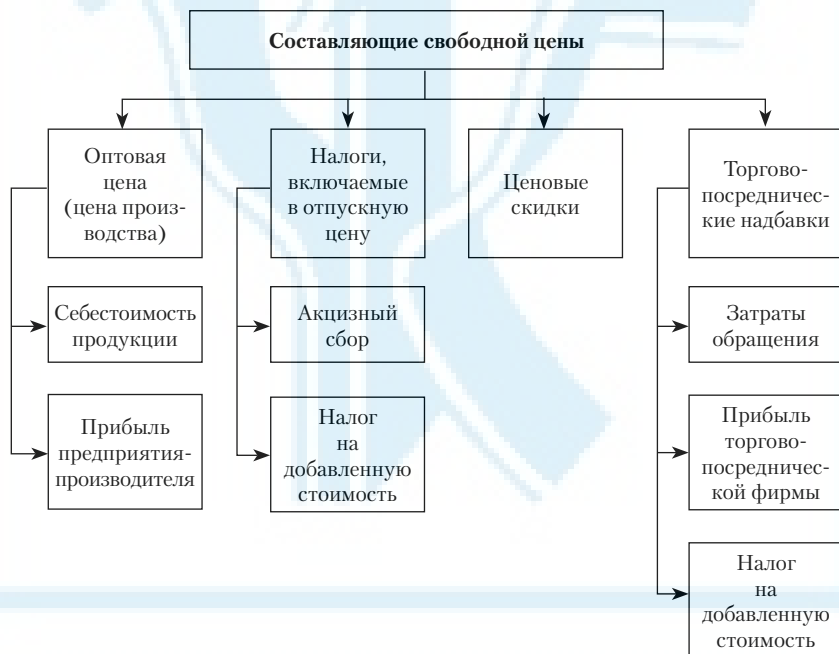 Составляющие свободной цены
Оптовая
цена
(цена произ-
водства)
Себестоимость
продукции
Прибыль
предприятия-
производителя
Налоги,
включаемые
в отпускную
цену
Акцизный
сбор
Налог
на
добавленную
стоимость
Ценовые
скидки
Торгово-
посредничес-
кие надбавки
Затраты
обращения
Прибыль
торгово-
посредничес-
кой фирмы
Налог
на
добавленную
стоимость